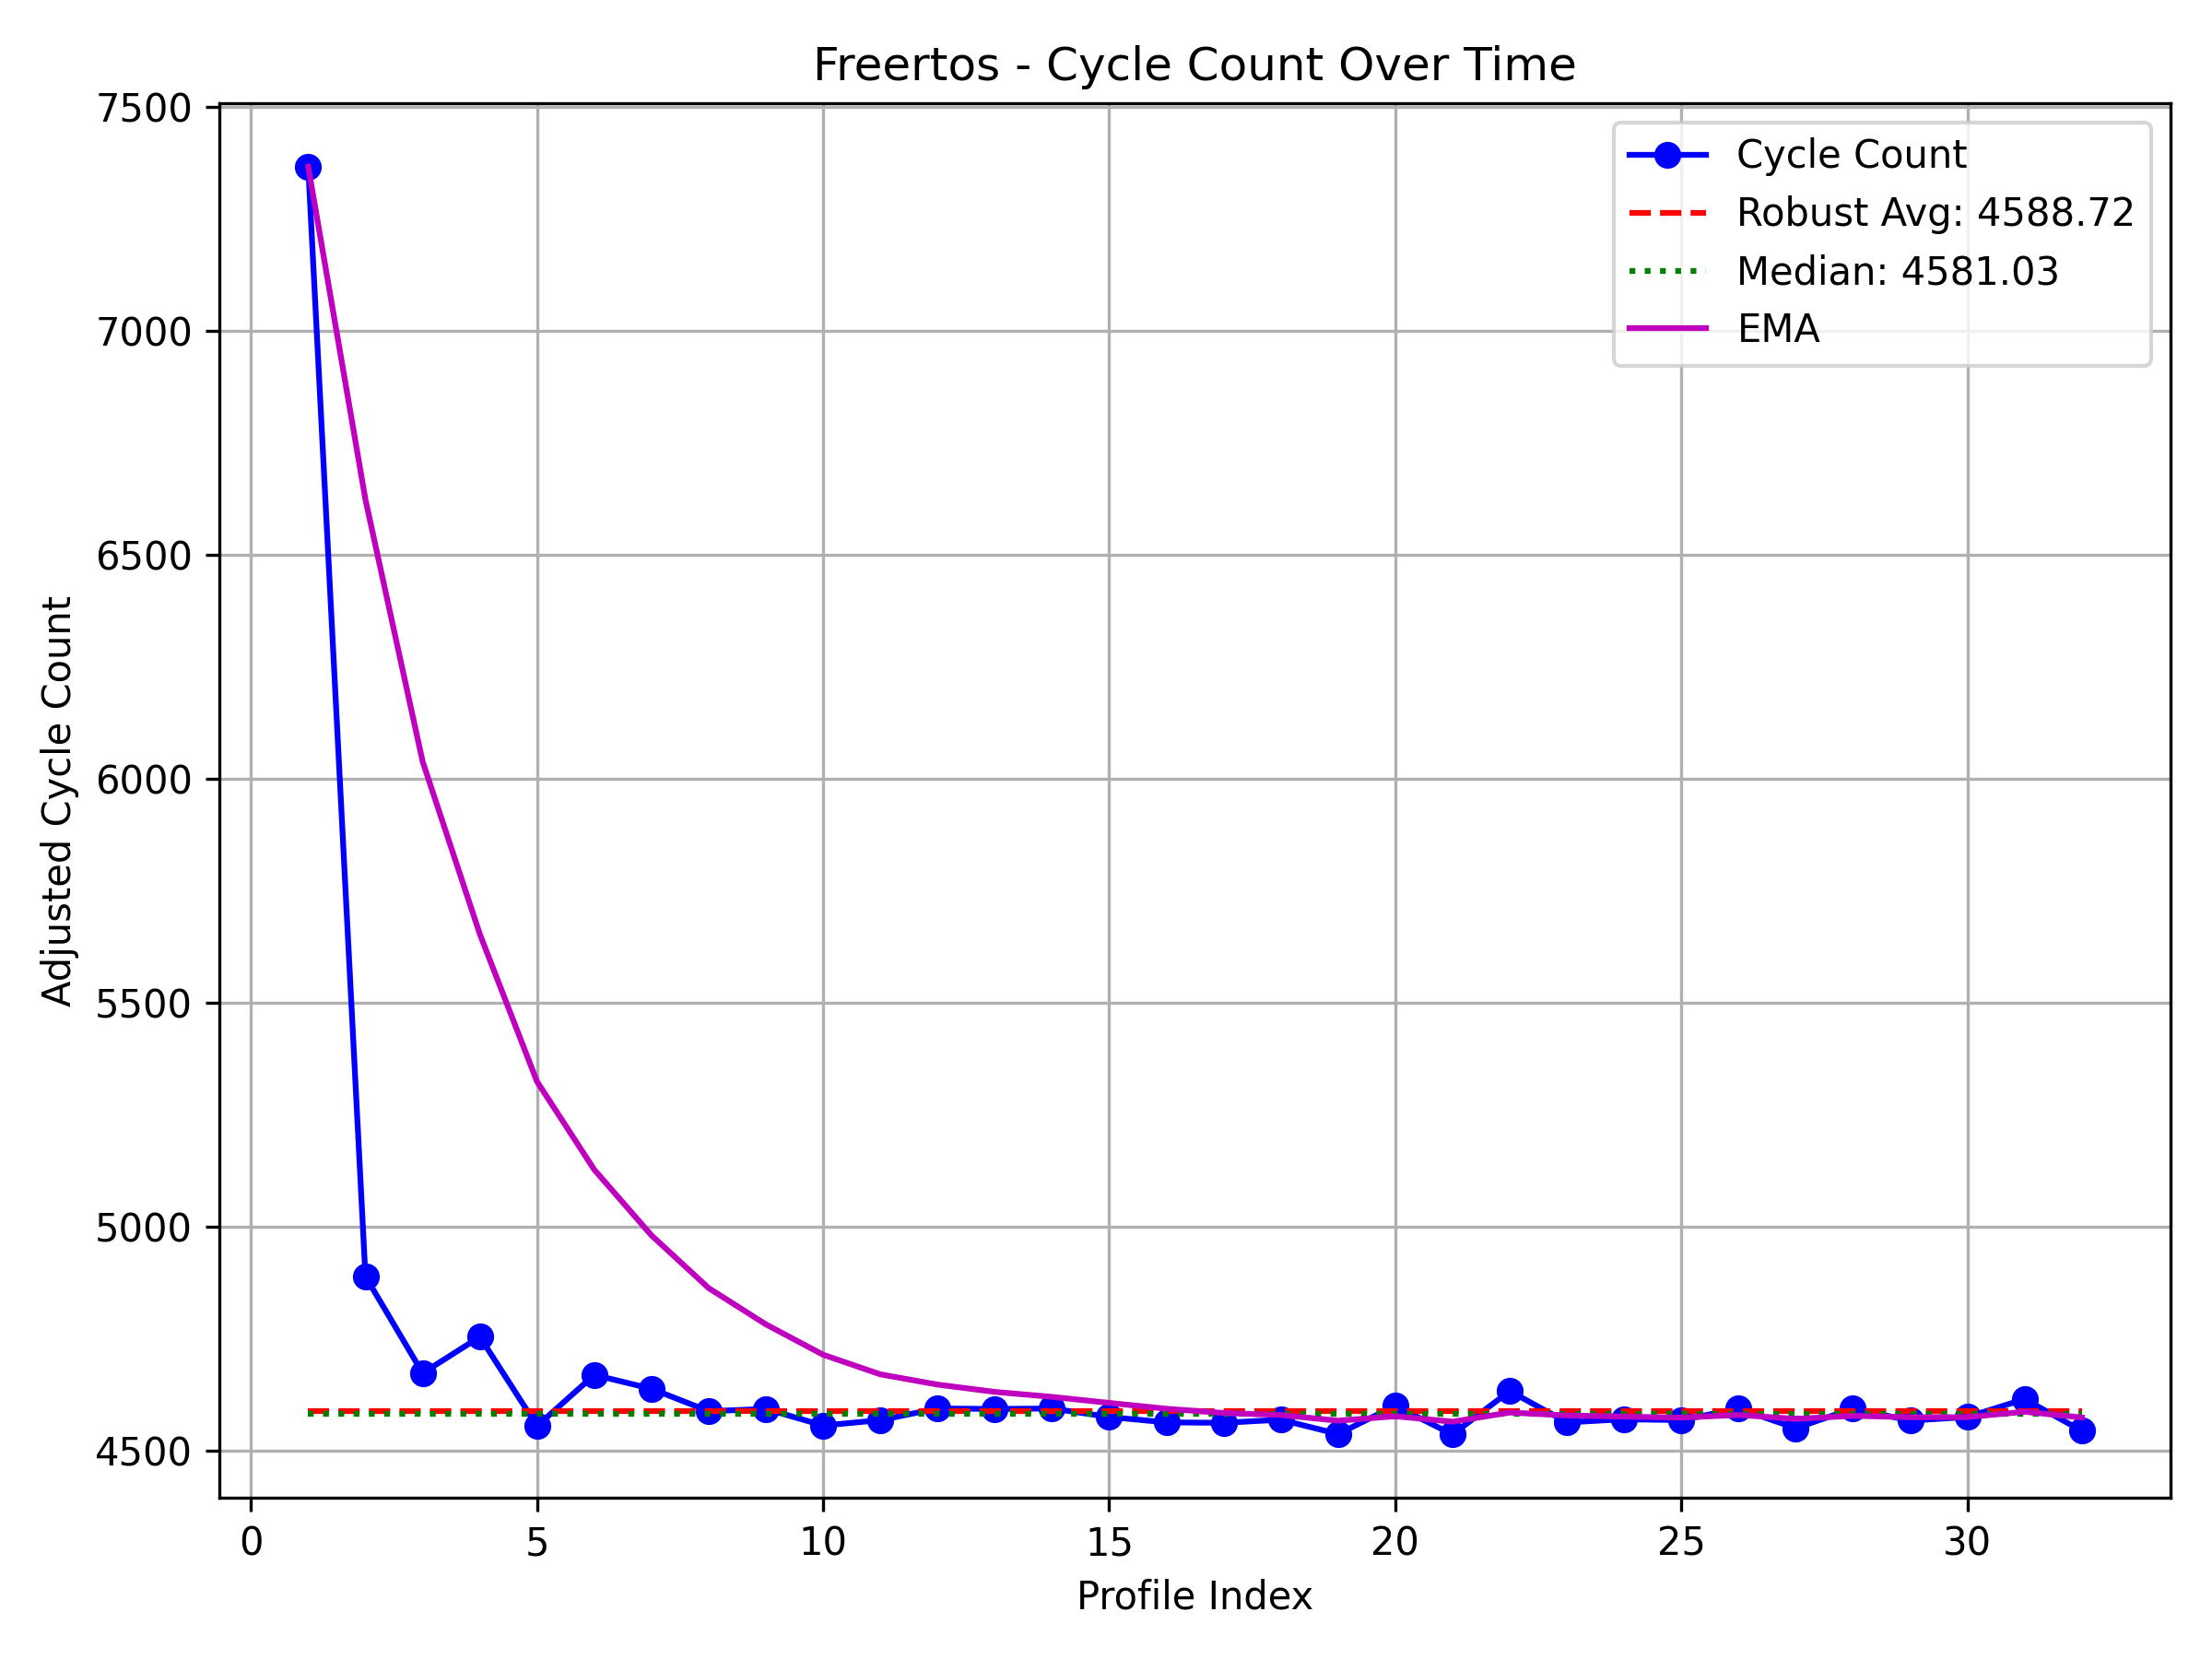 Freertos - Cycle Count Over Time
7500
7000
6500
6000
5500
5000
4500
Adjusted Cycle Count
Cycle Count
Robust Avg: 4588.72
Median: 4581.03
EMA
0 5 10 15 20 25 30
Profile Index